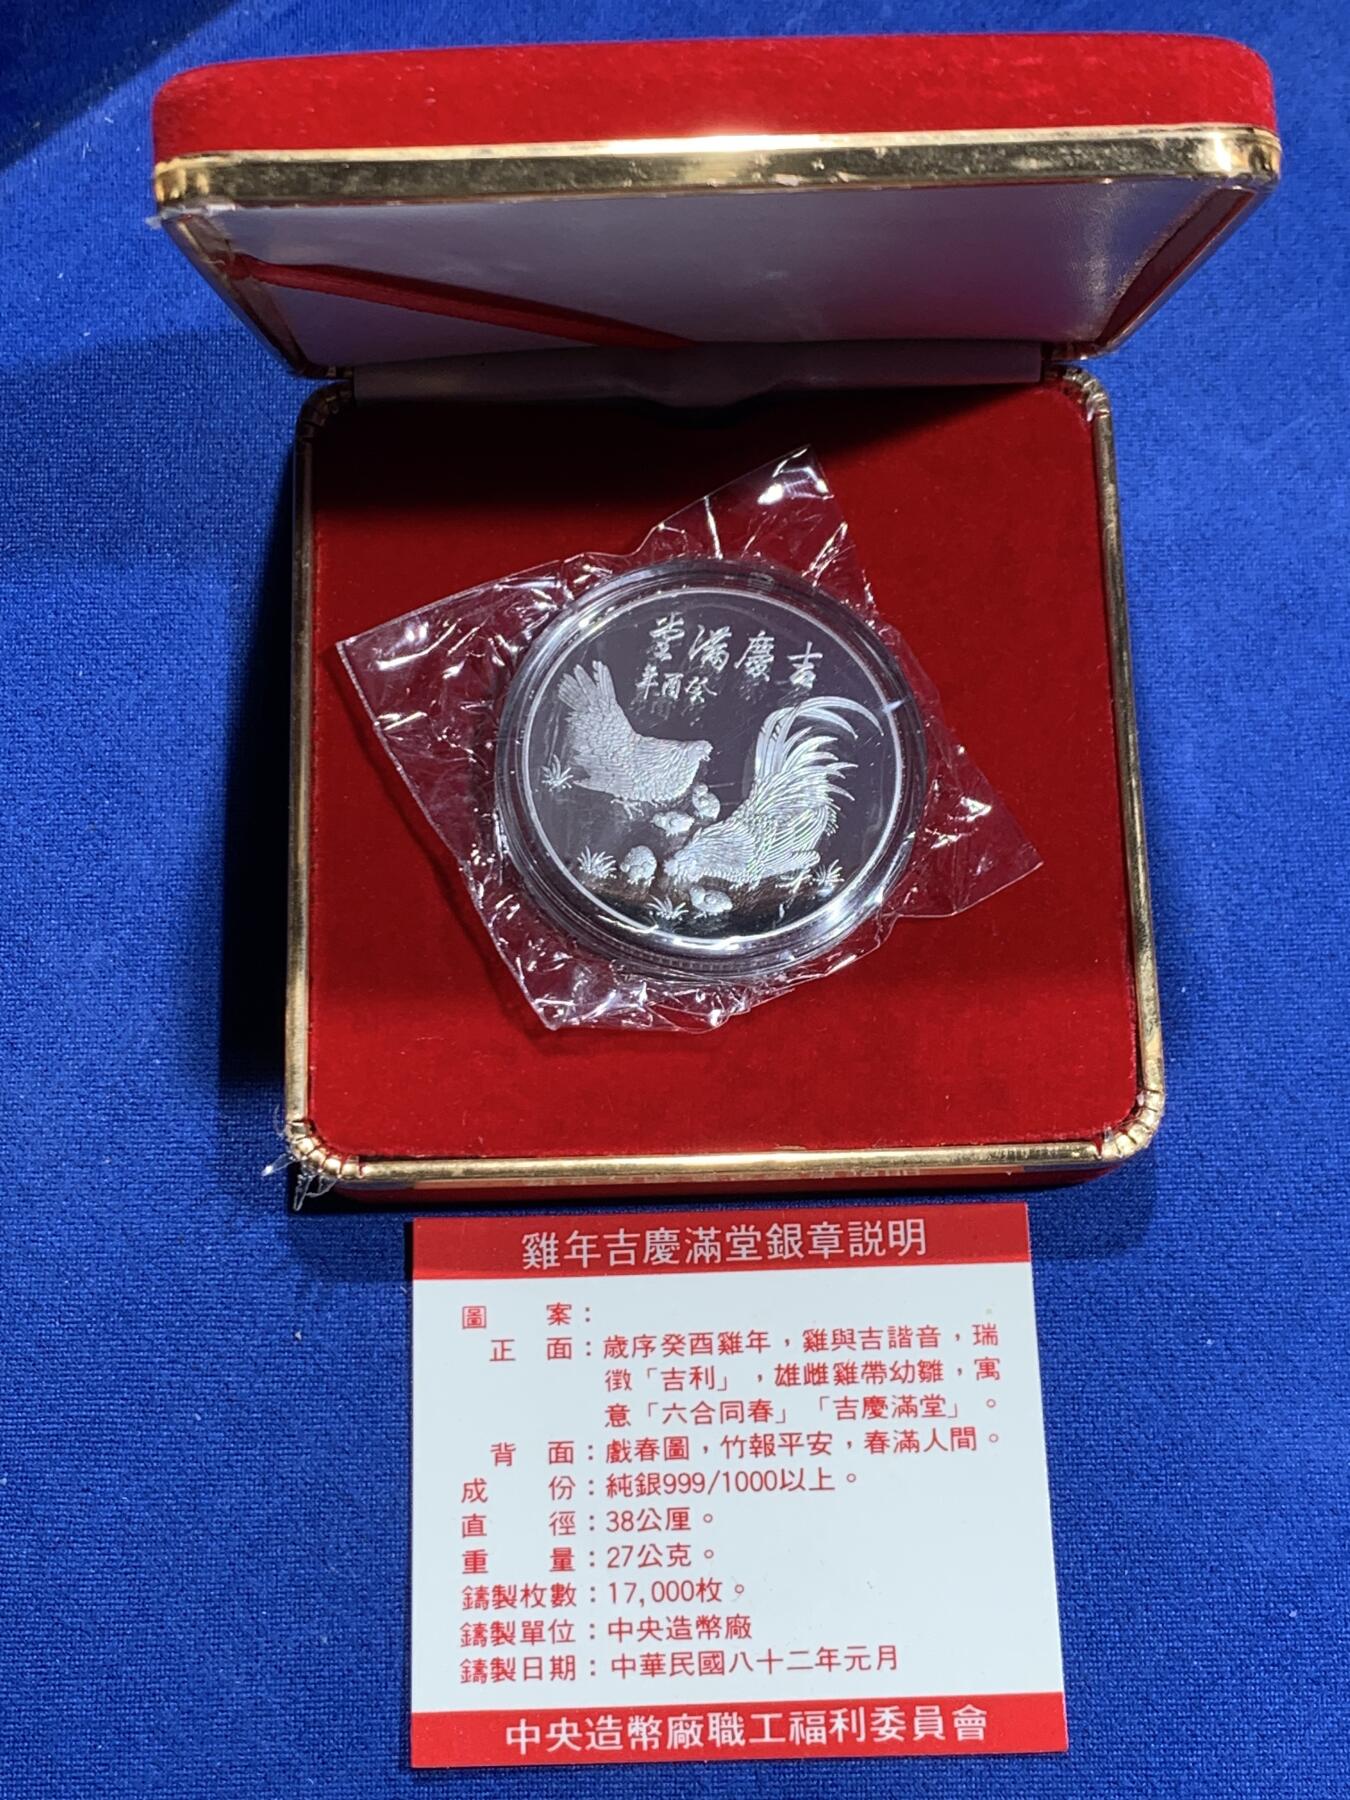 堂滿慶吉
年酉癸
雞年吉慶滿堂銀章説明
圖　　案：
正　面：歲序癸酉雞年，雞與吉諧音，瑞
徵「吉利」，雄雌雞帶幼雛，寓
意「六合同春」「吉慶滿堂」。
背　面：戲春圖，竹報平安，春滿人間。
成　　份：純銀999/1000以上。
直　　徑：38公厘。
重　　量：27公克。
鑄製枚數：17,000枚。
鑄製單位：中央造幣廠
鑄製日期：中華民國八十二年元月
中央造幣廠職工福利委員會